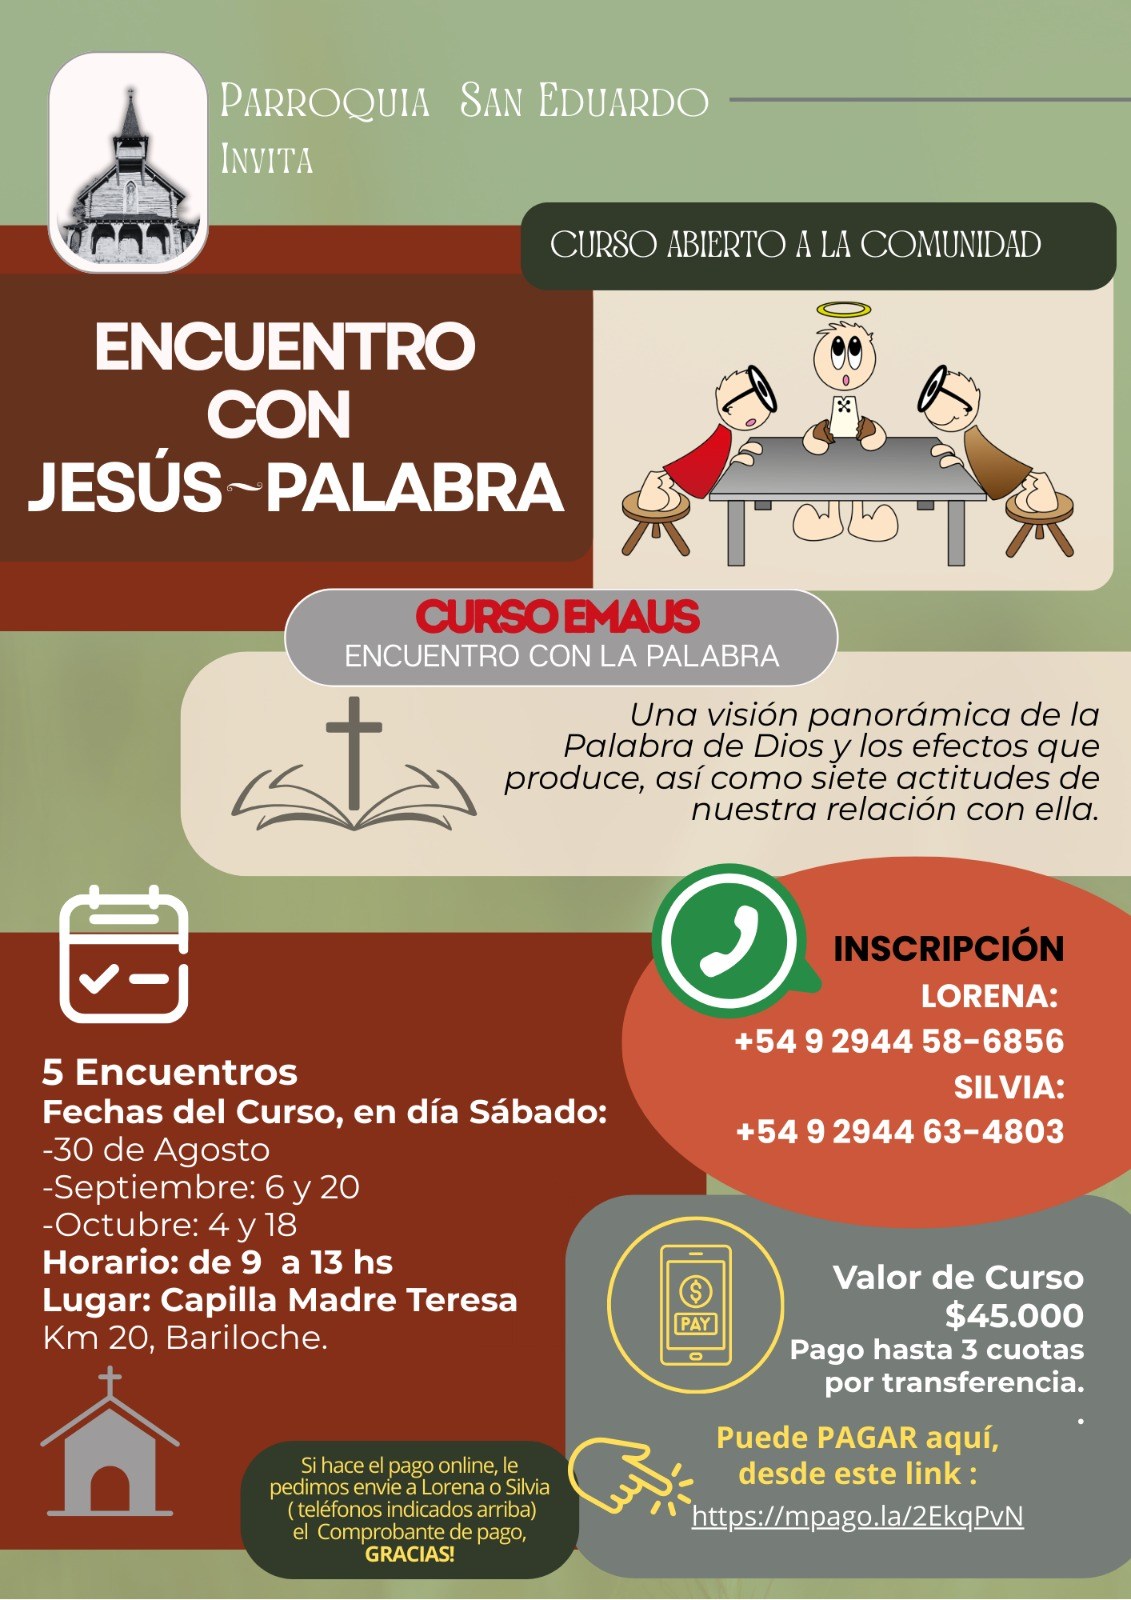 Parroquia San Eduardo
Invita
CURSO ABIERTO A LA COMUNIDAD
ENCUENTRO
CON
JESÚS~PALABRA
CURSO EMAUS
ENCUENTRO CON LA PALABRA
Una visión panorámica de la
Palabra de Dios y los efectos que
produce, así como siete actitudes de
nuestra relación con ella.
INSCRIPCIÓN
LORENA:
+54 9 2944 58-6856
SILVIA:
+54 9 2944 63-4803
5 Encuentros
Fechas del Curso, en día Sábado:
-30 de Agosto
-Septiembre: 6 y 20
-Octubre: 4 y 18
Horario: de 9 a 13 hs
Lugar: Capilla Madre Teresa
Km 20, Bariloche.
$
PAY
Valor de Curso
$45.000
Pago hasta 3 cuotas
por transferencia.
.
Puede PAGAR aquí,
desde este link :
https://mpago.la/2EkqPvN
Si hace el pago online, le
pedimos envie a Lorena o Silvia
( teléfonos indicados arriba)
el Comprobante de pago,
GRACIAS!